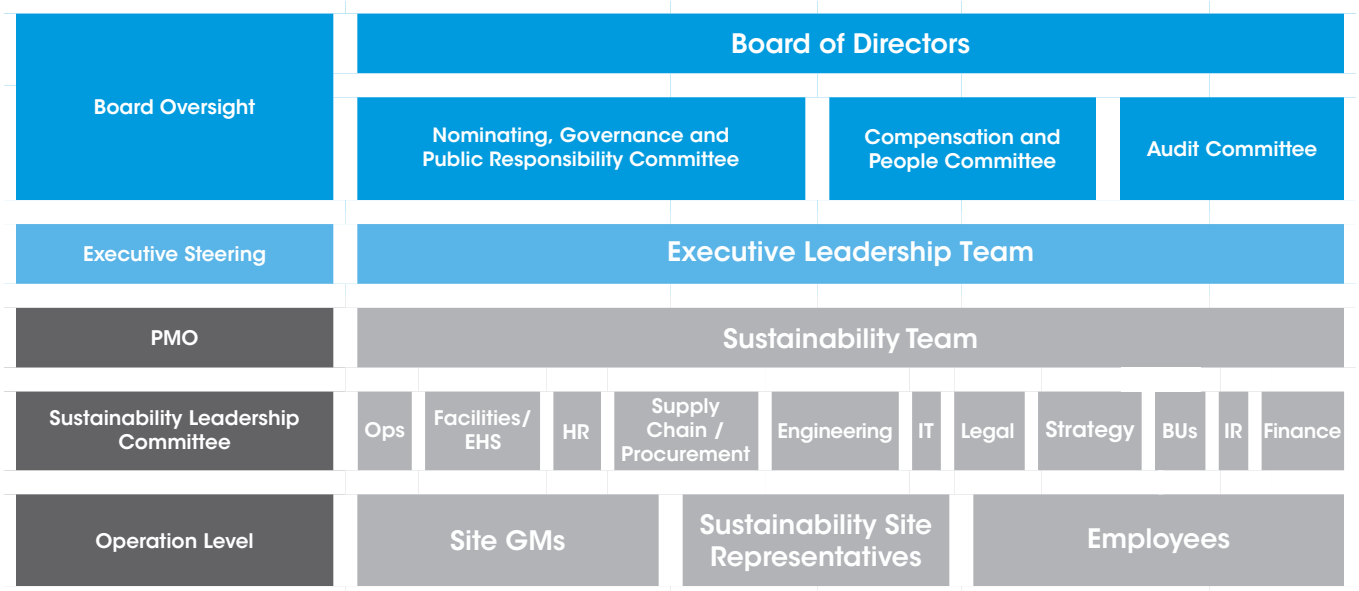 Board Oversight
Board of Directors
Nominating, Governance and
Public Responsibility Committee
Compensation and
People Committee
Audit Committee
Executive Steering
Executive Leadership Team
PMO
Sustainability Team
Sustainability Leadership
Committee
Ops
Facilities/
EHS
HR
Supply
Chain /
Procurement
Engineering
IT
Legal
Strategy
BUs
IR
Finance
Operation Level
Site GMs
Sustainability Site
Representatives
Employees